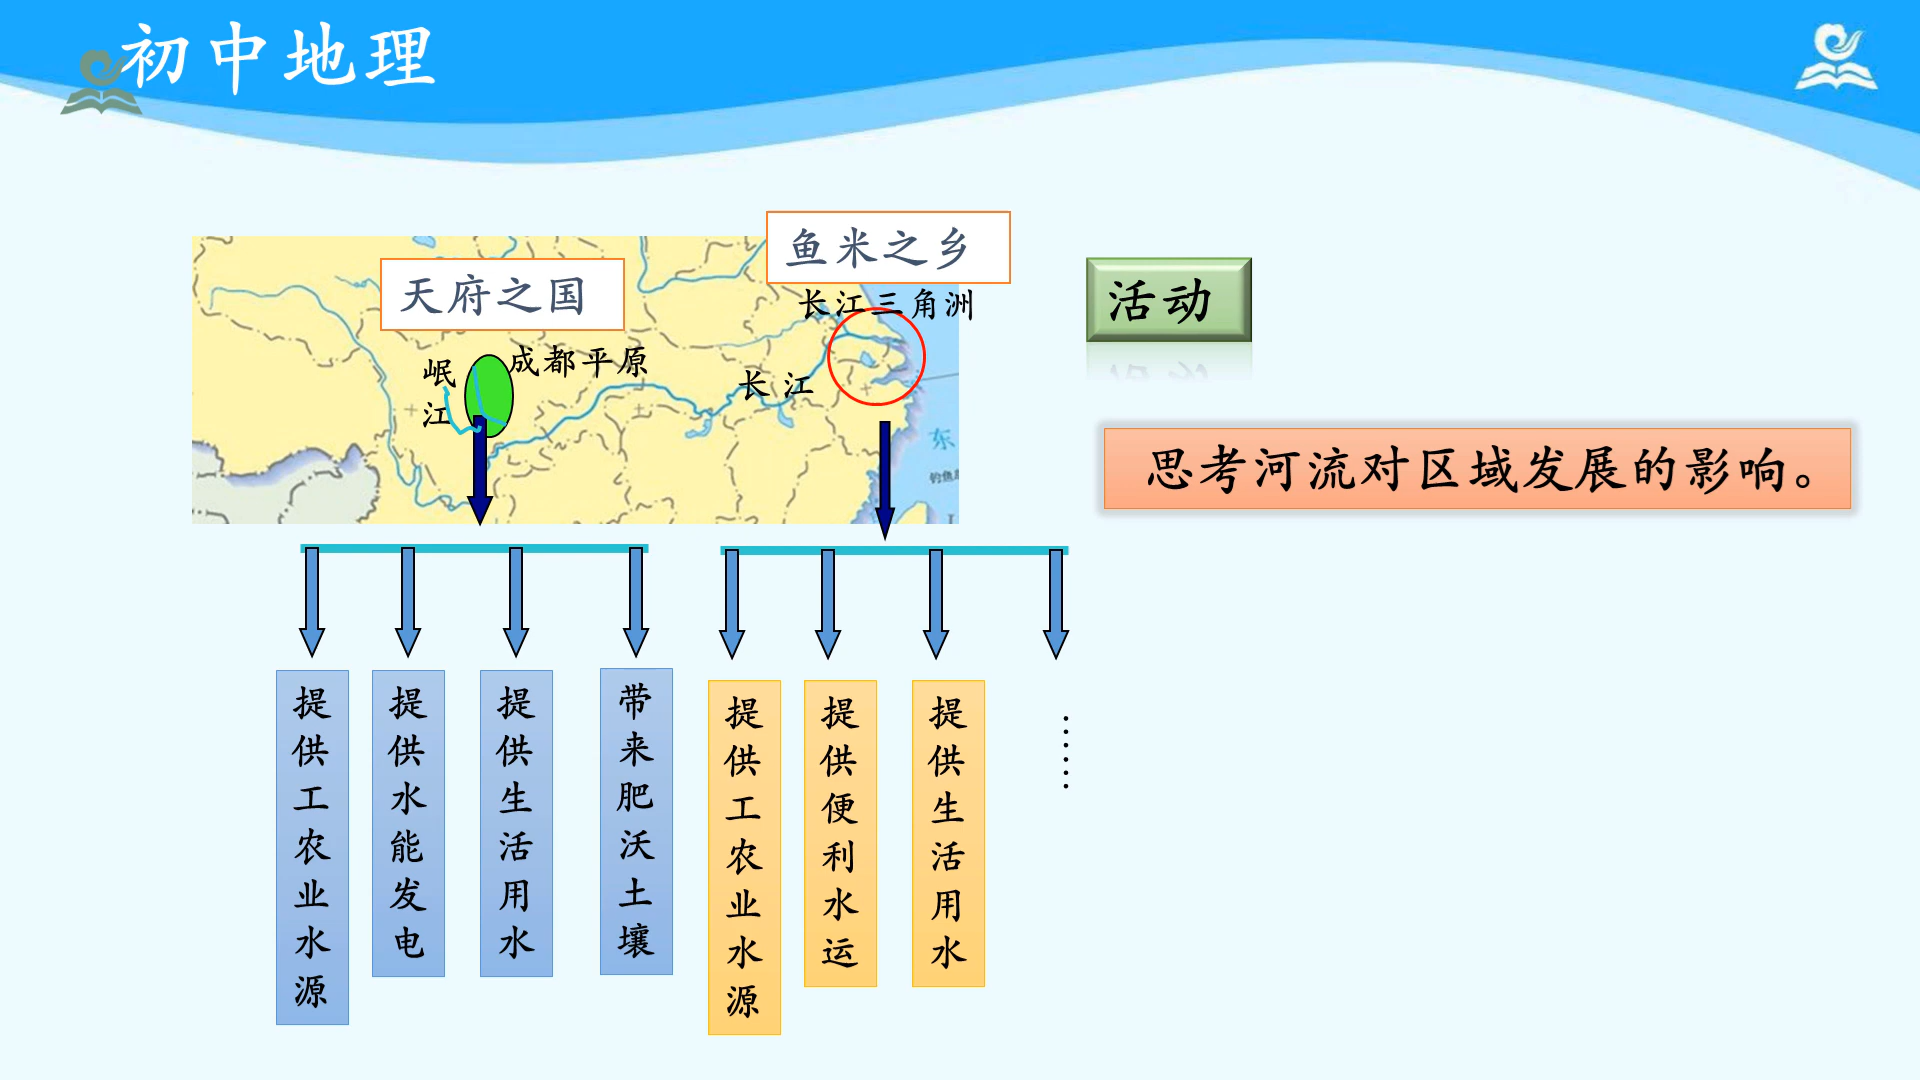 初中地理
鱼米之乡
天府之国
长江三角洲
成都平原
岷江
长江
东
活动
思考河流对区域发展的影响。
提供工农业水源
提供水能发电
提供生活用水
带来肥沃土壤
提供工农业水源
提供便利水运
提供生活用水
……